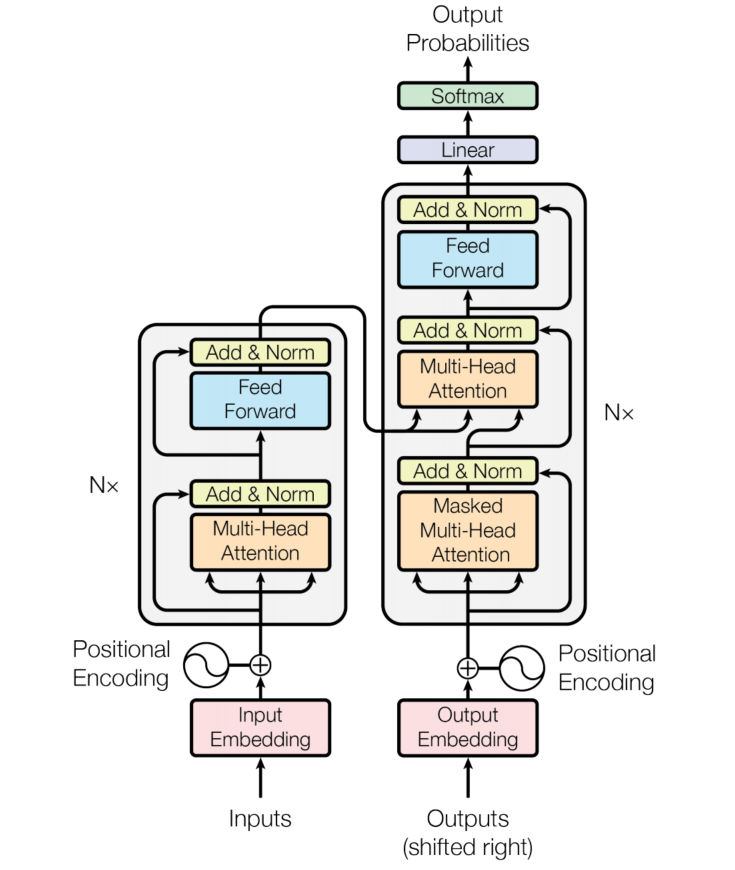 Output
Probabilities
Softmax
Linear
Add & Norm
Feed
Forward
Add & Norm
Multi-Head
Attention
Add & Norm
Masked
Multi-Head
Attention
Nx
Positional
Encoding
Output
Embedding
Outputs
(shifted right)
Add & Norm
Feed
Forward
Add & Norm
Multi-Head
Attention
N×
Positional
Encoding
Input
Embedding
Inputs